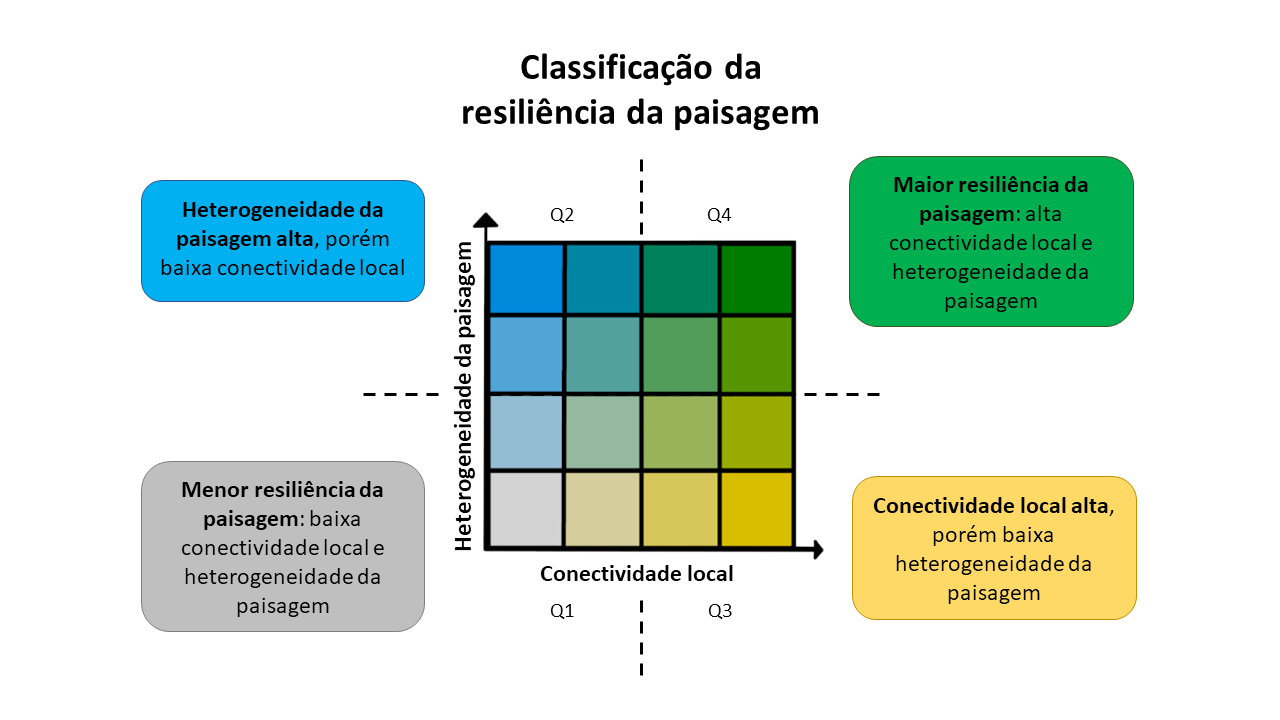 Classificação da
resiliência da paisagem
Heterogeneidade da
paisagem alta, porém
baixa conectividade local
Q2
Q4
Maior resiliência da
paisagem: alta
conectividade local e
heterogeneidade da
paisagem
Heterogeneidade da paisagem
Menor resiliência da
paisagem: baixa
conectividade local e
heterogeneidade da
paisagem
Conectividade local
Q1
Q3
Conectividade local alta,
porém baixa
heterogeneidade da
paisagem